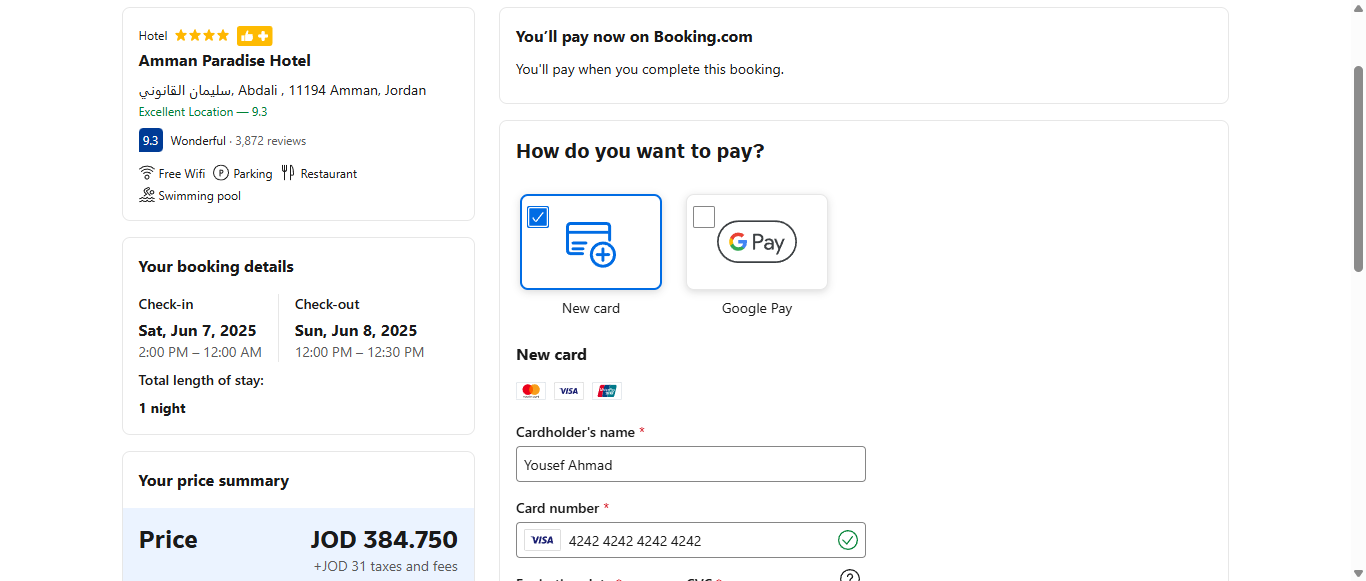 Hotel
Amman Paradise Hotel
سليمان القانوني, Abdali , 11194 Amman, Jordan
Excellent Location — 9.3
9.3 Wonderful · 3,872 reviews
Free Wifi Parking Restaurant
Swimming pool
Your booking details
Check-in
Sat, Jun 7, 2025
2:00 PM – 12:00 AM
Check-out
Sun, Jun 8, 2025
12:00 PM – 12:30 PM
Total length of stay:
1 night
Your price summary
Price JOD 384.750
+JOD 31 taxes and fees
You'll pay now on Booking.com
You'll pay when you complete this booking.
How do you want to pay?
New card
G Pay
Google Pay
New card
VISA
Cardholder's name *
Yousef Ahmad
Card number *
VISA 4242 4242 4242 4242